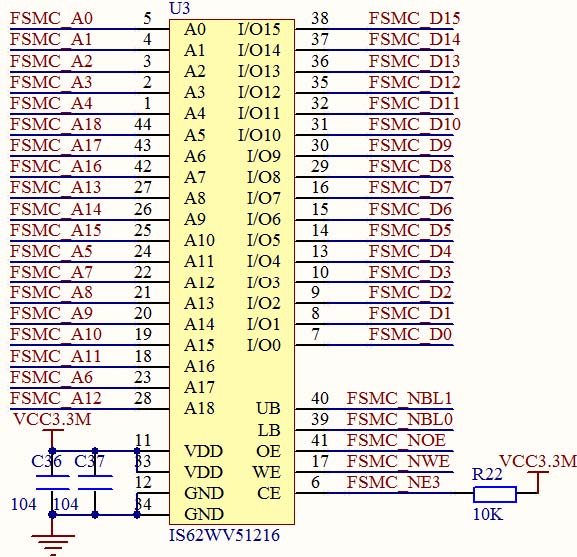 U3
FSMC_A0 5 A0 I/O15 38 FSMC_D15
FSMC_A1 4 A1 I/O14 37 FSMC_D14
FSMC_A2 3 A2 I/O13 36 FSMC_D13
FSMC_A3 2 A3 I/O12 35 FSMC_D12
FSMC_A4 1 A4 I/O11 32 FSMC_D11
FSMC_A18 44 A5 I/O10 31 FSMC_D10
FSMC_A17 43 A6 I/O9 30 FSMC_D9
FSMC_A16 42 A7 I/O8 29 FSMC_D8
FSMC_A13 27 A8 I/O7 16 FSMC_D7
FSMC_A14 26 A9 I/O6 15 FSMC_D6
FSMC_A15 25 A10 I/O5 14 FSMC_D5
FSMC_A5 24 A11 I/O4 13 FSMC_D4
FSMC_A7 22 A12 I/O3 10 FSMC_D3
FSMC_A8 21 A13 I/O2 9 FSMC_D2
FSMC_A9 20 A14 I/O1 8 FSMC_D1
FSMC_A10 19 A15 I/O0 7 FSMC_D0
FSMC_A11 18 A16
FSMC_A6 23 A17
FSMC_A12 28 A18 UB 40 FSMC_NBL1
VCC3.3M LB 39 FSMC_NBL0
11 VDD OE 41 FSMC_NOE
C36 C37 33 VDD WE 17 FSMC_NWE
12 GND CE 6 FSMC_NE3 R22 VCC3.3M
104 104 34 GND 10K
IS62WV51216